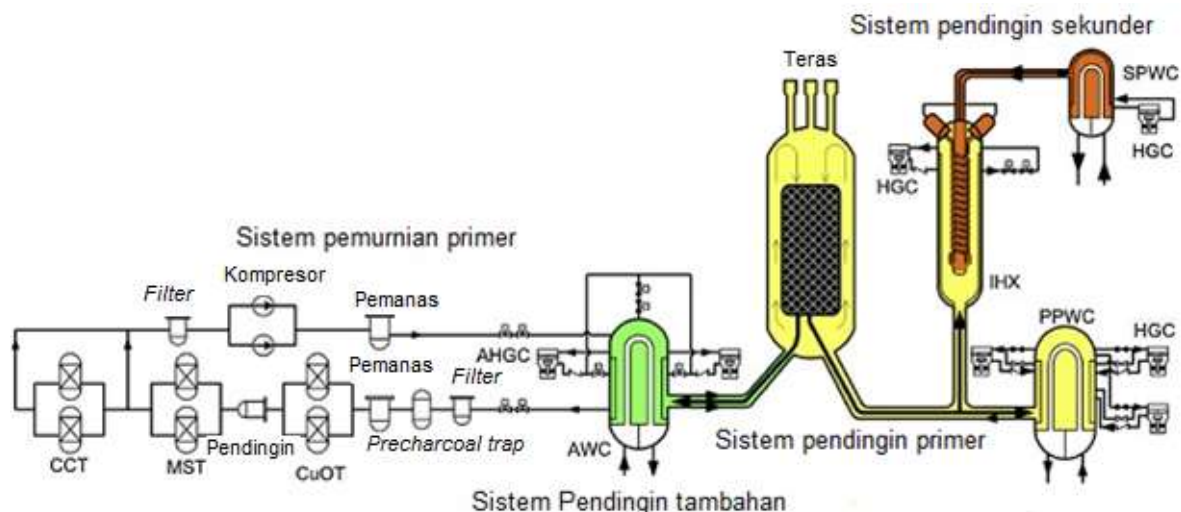 Sistem pendingin sekunder
Teras
SPWC
HGC
HGC
Sistem pemurnian primer
Kompresor
Filter
Pemanas
IHX
PPWC
HGC
AHGC
Pemanas
Filter
Pendingin
Precharcoal trap
CCT
MST
CuOT
AWC
Sistem pendingin primer
Sistem Pendingin tambahan